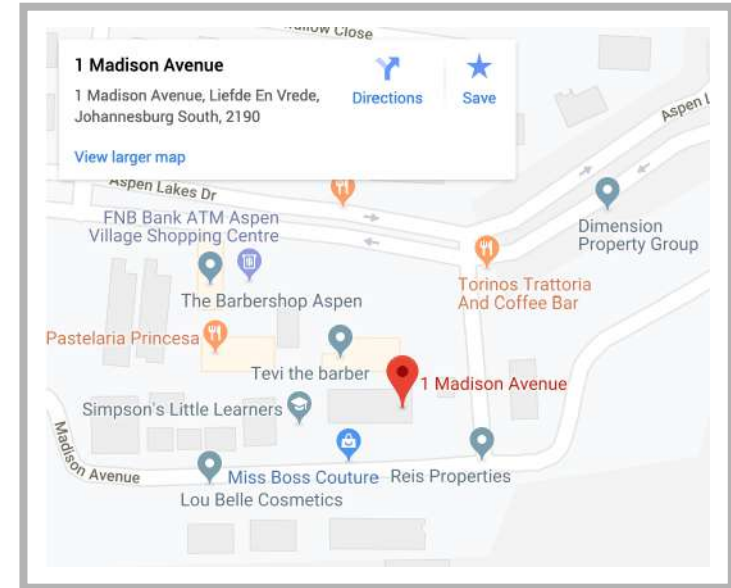 Close
1 Madison Avenue
1 Madison Avenue, Liefde En Vrede,
Johannesburg South, 2190
Directions
Save
View larger map
Aspen
Aspen Lakes Dr
FNB Bank ATM Aspen
Village Shopping Centre
Dimension
Property Group
Torinos Trattoria
And Coffee Bar
The Barbershop Aspen
Pastelaria Princesa
Tevi the barber
1 Madison Avenue
Simpson's Little Learners
Madison Avenue
Miss Boss Couture
Reis Properties
Lou Belle Cosmetics